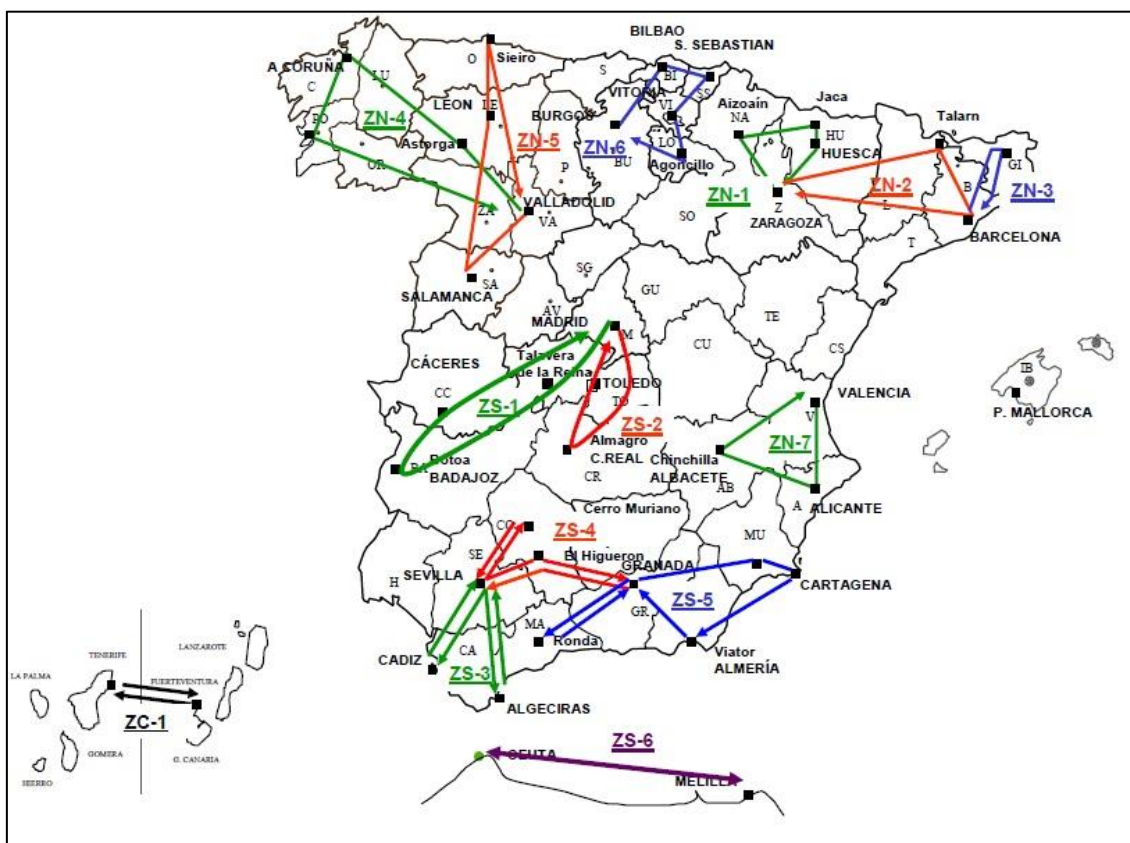 BILBAO
S. SEBASTIAN
O
Sieiro
A CORUÑA
LU
C
S
BI
SS
VITORIA
VI
Aizoaín
NA
Jaca
Talarn
LEON
LE
BURGOS
HU
HUESCA
GI
PO
ZN-4
Astorga
ZN-5
ZN-6
LO
BU
Agoncillo
OR
P
ZN-1
ZN-2
B
ZN-3
VALLADOLID
ZA
VA
SO
Z
ZARAGOZA
L
BARCELONA
T
SALAMANCA
SA
SG
GU
AV
MADRID
M
TE
CS
CÁCERES
CC
Talavera
de la Reina
TOLEDO
TO
CU
IB
P. MALLORCA
VALENCIA
V
ZS-1
ZS-2
ZN-7
Almagro
C.REAL
CR
Chinchilla
ALBACETE
AB
BA
Botoa
BADAJOZ
A
ALICANTE
Cerro Muriano
CO
ZS-4
MU
SE
El Higueron
GRANADA
SEVILLA
H
CARTAGENA
ZS-5
GR
MA
Ronda
CA
CADIZ
ZS-3
Viator
ALMERÍA
ALGECIRAS
TENERIFE
LANZAROTE
LA PALMA
FUERTEVENTURA
ZC-1
GOMERA
G. CANARIA
HIERRO
ZS-6
CEUTA
MELILLA